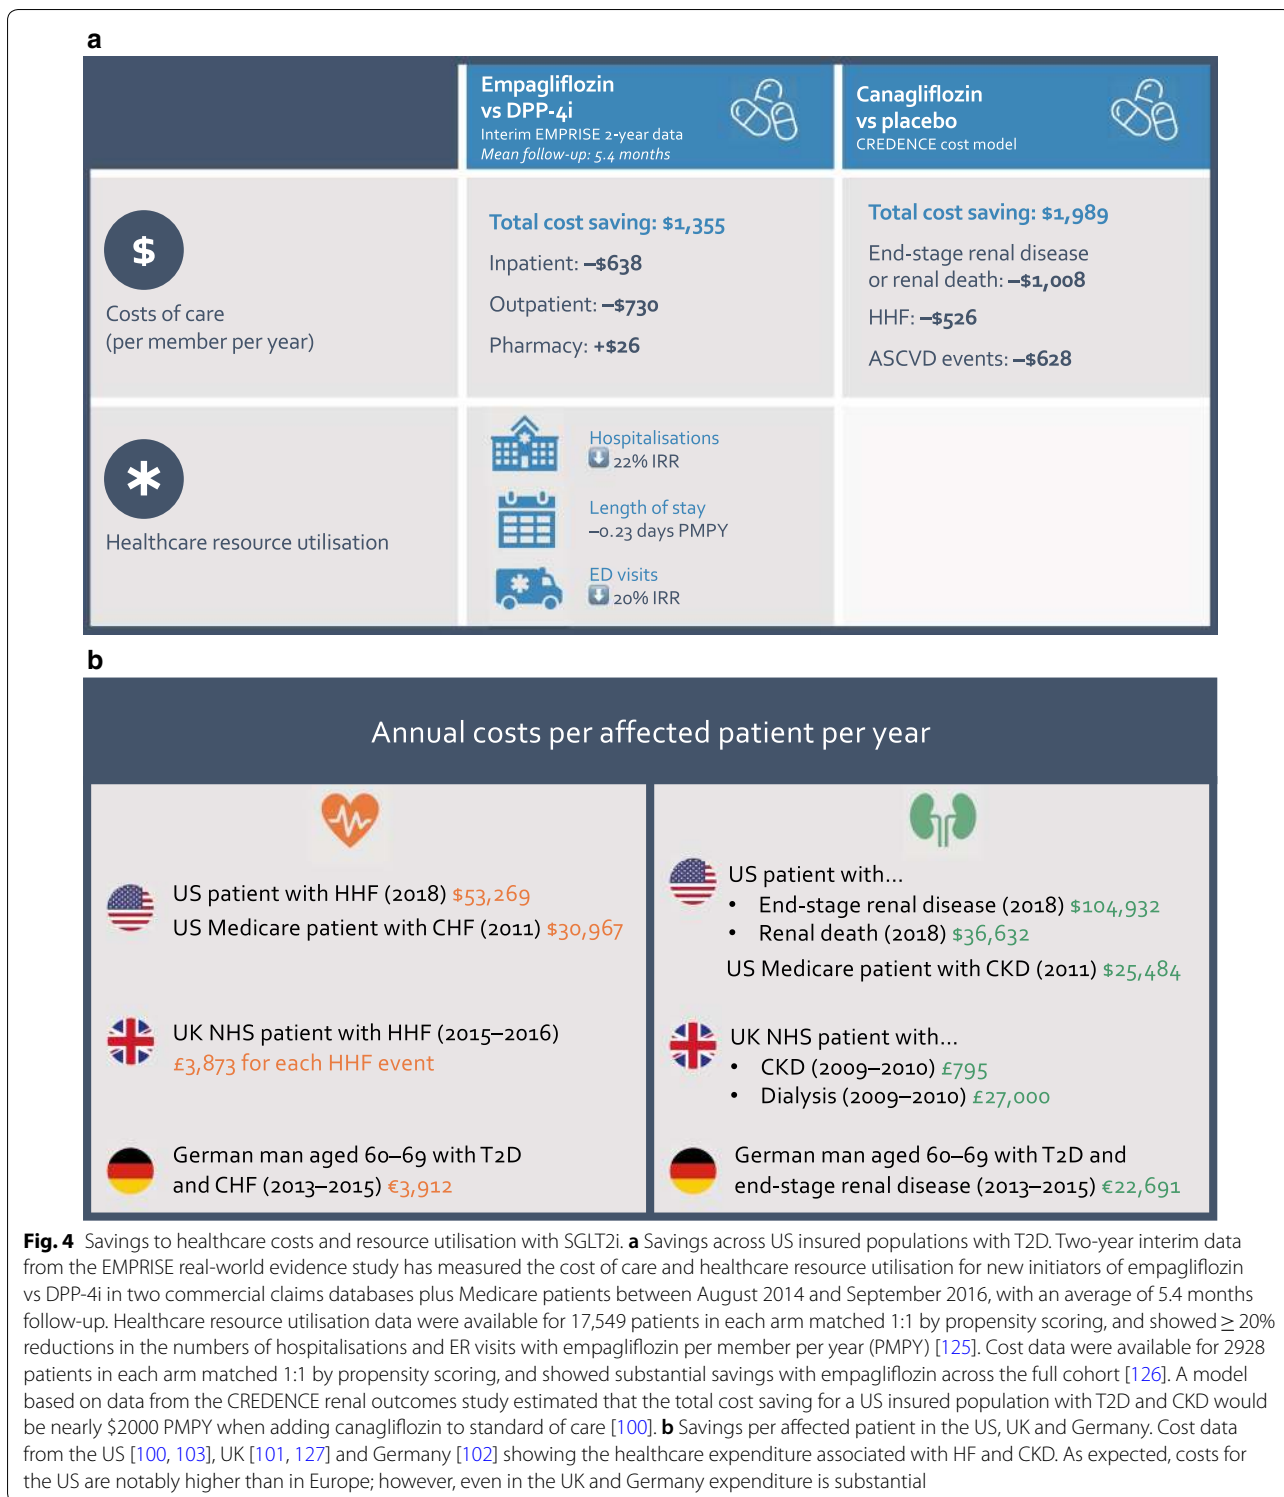 a
Empagliflozin
vs DPP-4i
Interim EMPRISE 2-year data
Mean follow-up: 5.4 months
Canagliflozin
vs placebo
CREDENCE cost model
$
Costs of care
(per member per year)
Total cost saving: $1,355
Inpatient: –$638
Outpatient: –$730
Pharmacy: +$26
Total cost saving: $1,989
End-stage renal disease
or renal death: –$1,008
HHF: –$526
ASCVD events: –$628
Healthcare resource utilisation
Hospitalisations
⬇ 22% IRR
Length of stay
–0.23 days PMPY
ED visits
⬇ 20% IRR
b
Annual costs per affected patient per year
US patient with HHF (2018) $53,269
US Medicare patient with CHF (2011) $30,967
UK NHS patient with HHF (2015–2016)
£3,873 for each HHF event
German man aged 60–69 with T2D
and CHF (2013–2015) €3,912
US patient with...
• End-stage renal disease (2018) $104,932
• Renal death (2018) $36,632
US Medicare patient with CKD (2011) $25,484
UK NHS patient with...
• CKD (2009–2010) £795
• Dialysis (2009–2010) £27,000
German man aged 60–69 with T2D and
end-stage renal disease (2013–2015) €22,691
Fig. 4 Savings to healthcare costs and resource utilisation with SGLT2i. a Savings across US insured populations with T2D. Two-year interim data
from the EMPRISE real-world evidence study has measured the cost of care and healthcare resource utilisation for new initiators of empagliflozin
vs DPP-4i in two commercial claims databases plus Medicare patients between August 2014 and September 2016, with an average of 5.4 months
follow-up. Healthcare resource utilisation data were available for 17,549 patients in each arm matched 1:1 by propensity scoring, and showed ≥ 20%
reductions in the numbers of hospitalisations and ER visits with empagliflozin per member per year (PMPY) [125]. Cost data were available for 2928
patients in each arm matched 1:1 by propensity scoring, and showed substantial savings with empagliflozin across the full cohort [126]. A model
based on data from the CREDENCE renal outcomes study estimated that the total cost saving for a US insured population with T2D and CKD would
be nearly $2000 PMPY when adding canagliflozin to standard of care [100]. b Savings per affected patient in the US, UK and Germany. Cost data
from the US [100, 103], UK [101, 127] and Germany [102] showing the healthcare expenditure associated with HF and CKD. As expected, costs for
the US are notably higher than in Europe; however, even in the UK and Germany expenditure is substantial